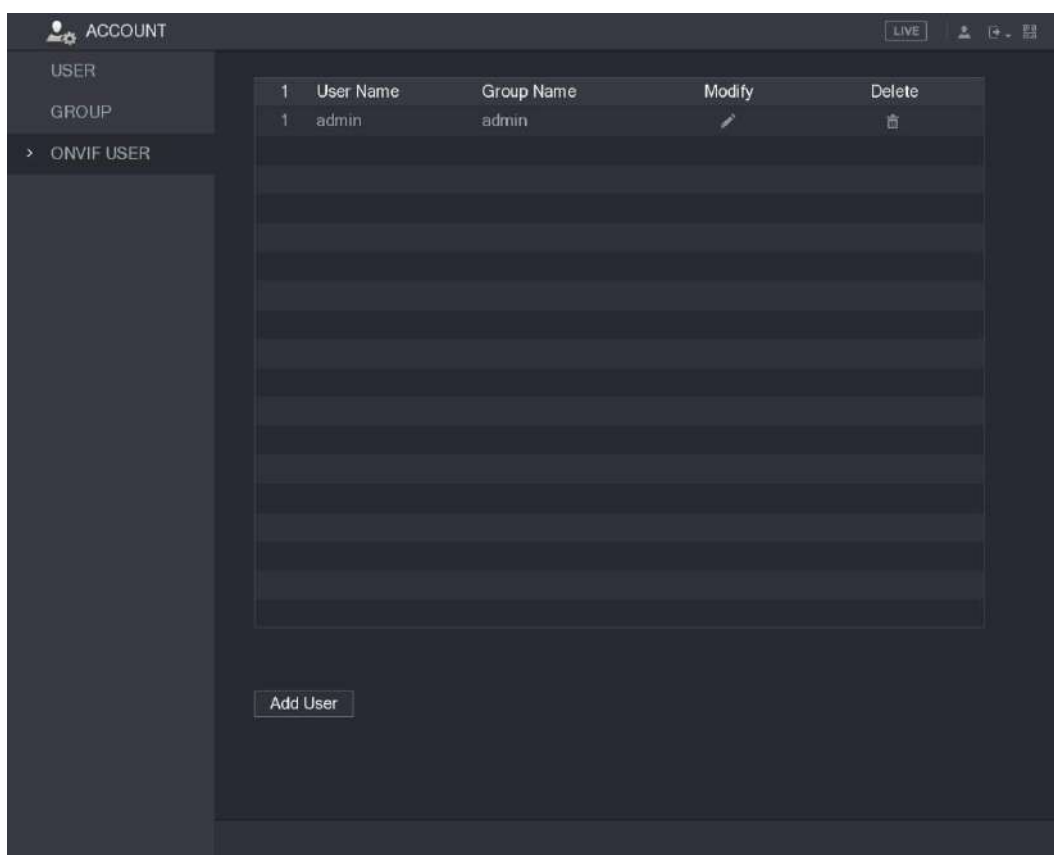 ACCOUNT LIVE
USER
GROUP
> ONVIF USER
1 User Name Group Name Modify Delete
1 admin admin
Add User